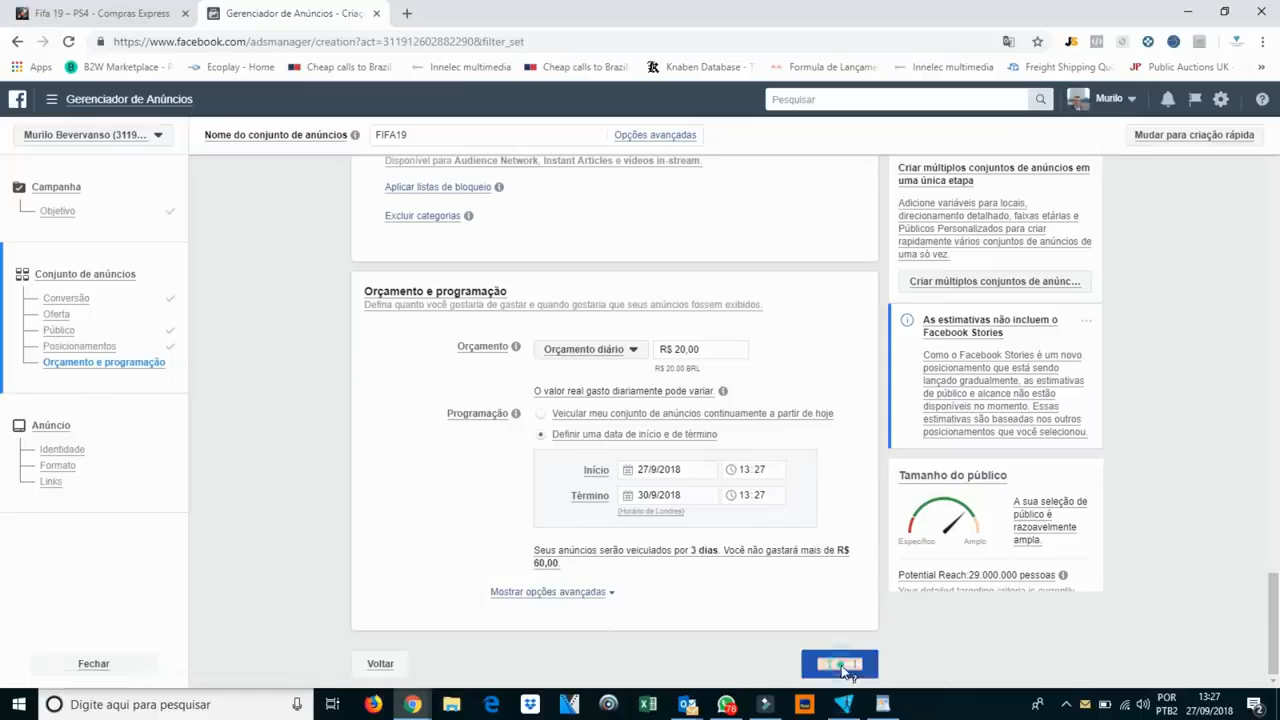 Fifa 19 – PS4 - Compras Express
Gerenciador de Anúncios - Criaç
https://www.facebook.com/adsmanager/creation?act=311912602882290&filter_set
Apps
B2W Marketplace - P
Ecoplay - Home
Cheap calls to Brazil
Innelec multimedia
Cheap calls to Brazil
Knaben Database - T
Formula de Lançame
Innelec multimedia
Freight Shipping Quo
Public Auctions UK -
Gerenciador de Anúncios
Pesquisar
Murilo
Murilo Bevervanso (3119...
Nome do conjunto de anúncios
FIFA19
Opções avançadas
Mudar para criação rápida
Campanha
Objetivo
Conjunto de anúncios
Conversão
Oferta
Público
Posicionamentos
Orçamento e programação
Anúncio
Identidade
Formato
Links
Fechar
Disponível para Audience Network, Instant Articles e vídeos in-stream.
Aplicar listas de bloqueio
Excluir categorias
Orçamento e programação
Defina quanto você gostaria de gastar e quando gostaria que seus anúncios fossem exibidos.
Orçamento
Orçamento diário
R$ 20,00
R$ 20,00 BRL
O valor real gasto diariamente pode variar.
Programação
Veicular meu conjunto de anúncios continuamente a partir de hoje
Definir uma data de início e de término
Início
27/9/2018
13:27
Término
30/9/2018
13:27
(Horário de Londres)
Seus anúncios serão veiculados por 3 dias. Você não gastará mais de R$
60,00.
Mostrar opções avançadas
Voltar
Criar múltiplos conjuntos de anúncios em
uma única etapa
Adicione variáveis para locais,
direcionamento detalhado, faixas etárias e
Públicos Personalizados para criar
rapidamente vários conjuntos de anúncios de
uma só vez.
Criar múltiplos conjuntos de anúnc...
As estimativas não incluem o
Facebook Stories
Como o Facebook Stories é um novo
posicionamento que está sendo
lançado gradualmente, as estimativas
de público e alcance não estão
disponíveis no momento. Essas
estimativas são baseadas nos outros
posicionamentos que você selecionou.
Tamanho do público
A sua seleção de
público é
razoavelmente
ampla.
Específico
Amplo
Potential Reach:29.000.000 pessoas
Your detailed targeting criteria is currently
Digite aqui para pesquisar
78
POR
PTB2
13:27
27/09/2018
2